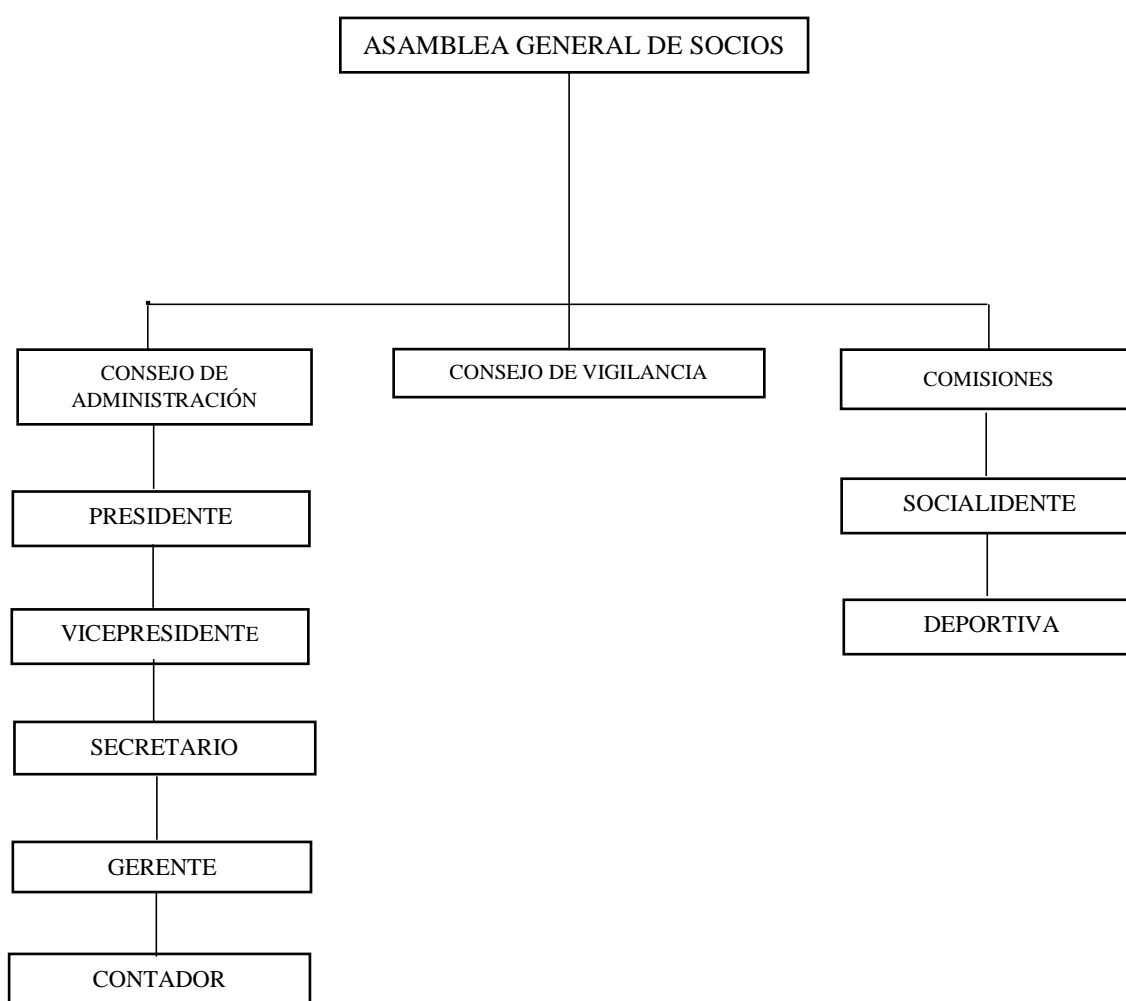 ASAMBLEA GENERAL DE SOCIOS
CONSEJO DE
ADMINISTRACIÓN
CONSEJO DE VIGILANCIA
COMISIONES
PRESIDENTE
SOCIALIDENTE
VICEPRESIDENTE
DEPORTIVA
SECRETARIO
GERENTE
CONTADOR